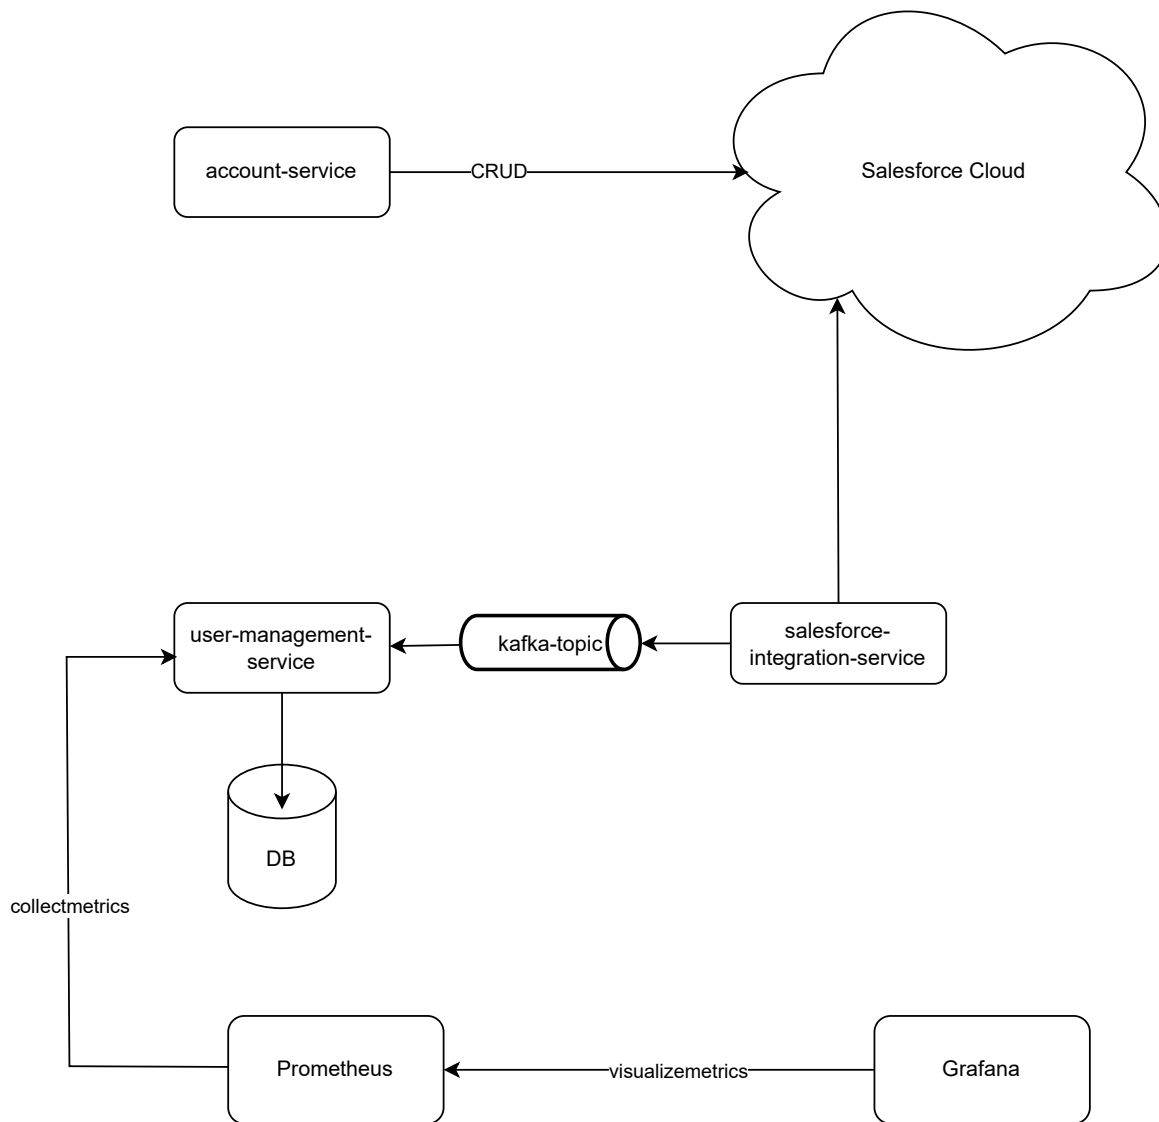 account-service
CRUD
Salesforce Cloud
user-management-
service
kafka-topic
salesforce-
integration-service
DB
collectmetrics
Prometheus
visualizemetrics
Grafana